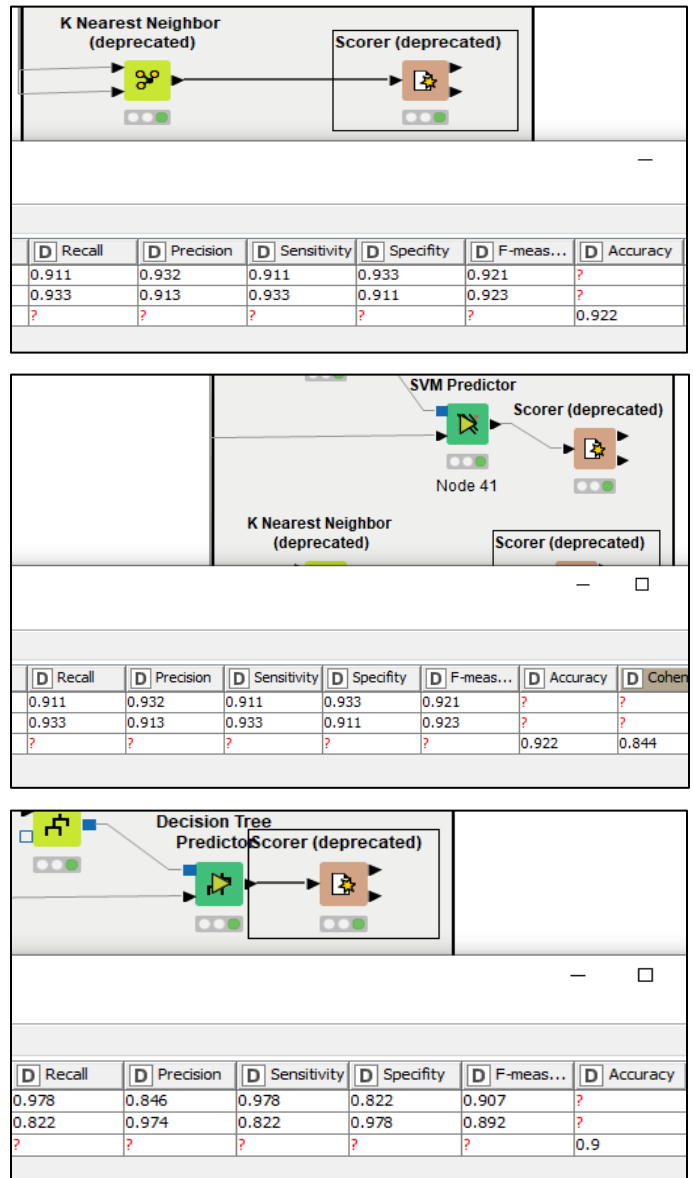 K Nearest Neighbor
(deprecated)
Scorer (deprecated)
D Recall D Precision D Sensitivity D Specifity D F-meas... D Accuracy
0.911 0.932 0.911 0.933 0.921 ?
0.933 0.913 0.933 0.911 0.923 ?
? ? ? ? ? 0.922
SVM Predictor
Scorer (deprecated)
Node 41
K Nearest Neighbor
(deprecated)
Scorer (deprecated)
D Recall D Precision D Sensitivity D Specifity D F-meas... D Accuracy D Cohen
0.911 0.932 0.911 0.933 0.921 ? ?
0.933 0.913 0.933 0.911 0.923 ? ?
? ? ? ? ? 0.922 0.844
Decision Tree
Predicto
Scorer (deprecated)
D Recall D Precision D Sensitivity D Specifity D F-meas... D Accuracy
0.978 0.846 0.978 0.822 0.907 ?
0.822 0.974 0.822 0.978 0.892 ?
? ? ? ? ? 0.9